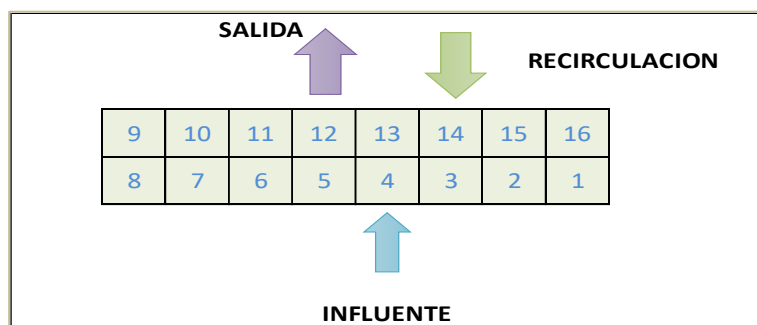 SALIDA
RECIRCULACION
9 10 11 12 13 14 15 16
8 7 6 5 4 3 2 1
INFLUENTE